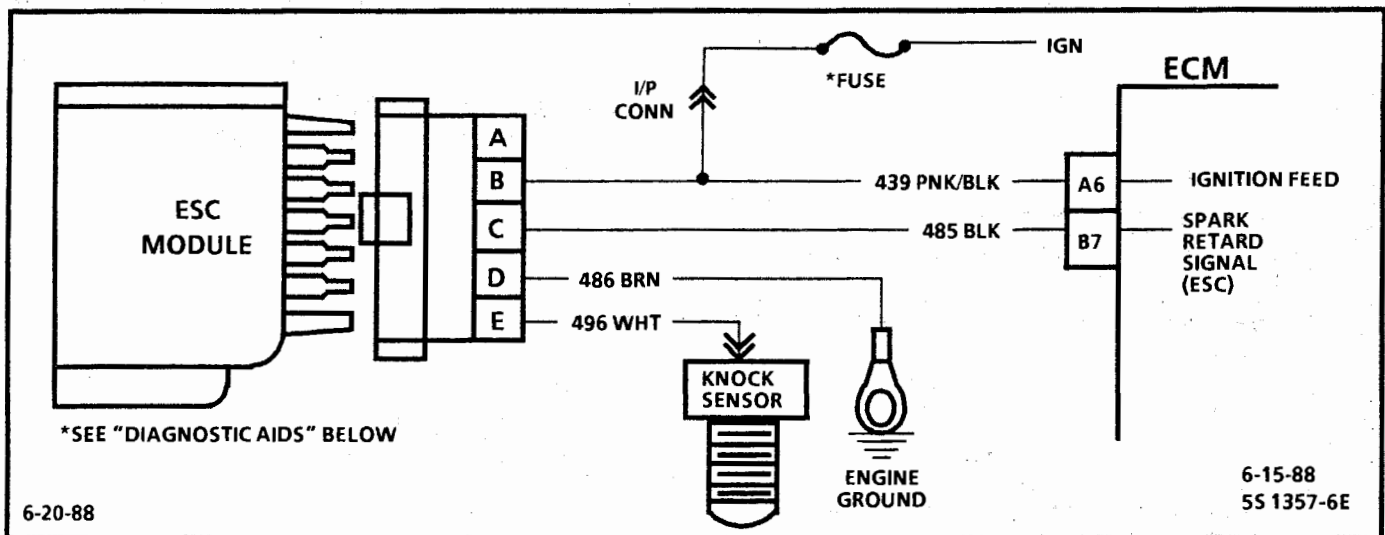 IGN
*FUSE
I/P
CONN
ECM
A
B
C
D
E
ESC
MODULE
439 PNK/BLK
A6
IGNITION FEED
485 BLK
B7
SPARK
RETARD
SIGNAL
(ESC)
486 BRN
496 WHT
KNOCK
SENSOR
*SEE "DIAGNOSTIC AIDS" BELOW
ENGINE
GROUND
6-20-88
6-15-88
5S 1357-6E